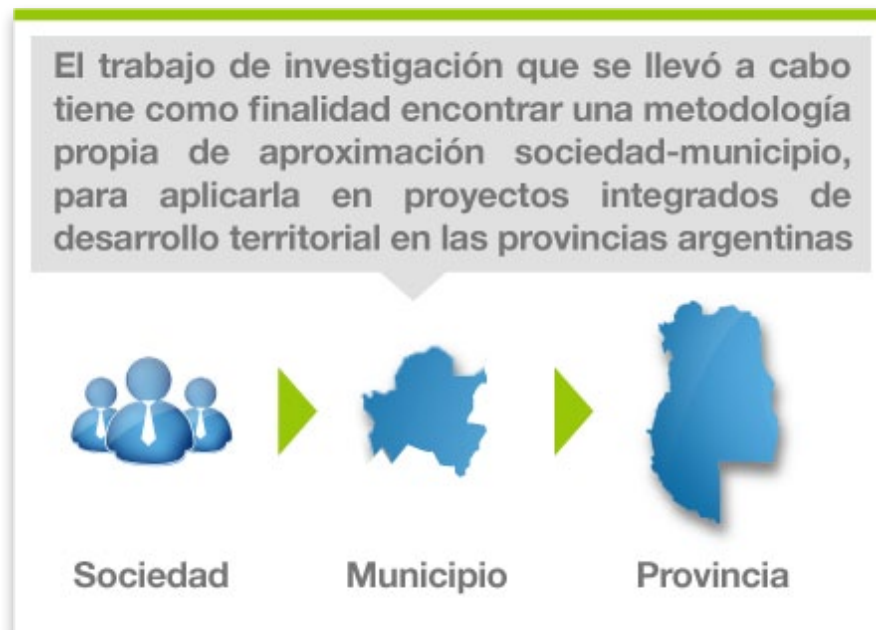 El trabajo de investigación que se llevó a cabo
tiene como finalidad encontrar una metodología
propia de aproximación sociedad-municipio,
para aplicarla en proyectos integrados de
desarrollo territorial en las provincias argentinas
Sociedad
Municipio
Provincia